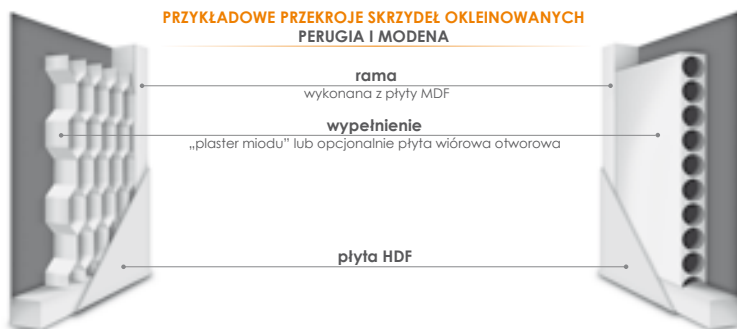 PRZYKŁADOWE PRZEKROJE SKRZYDEŁ OKLEINOWANYCH
PERUGIA I MODENA
rama
wykonana z płyty MDF
wypełnienie
„plaster miodu” lub opcjonalnie płyta wiórowa otworowa
płyta HDF